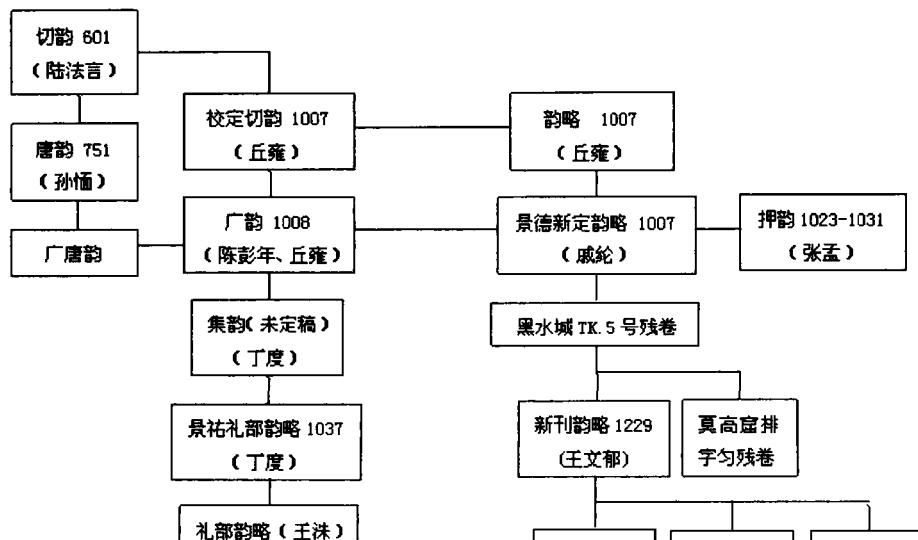 切韵 601
（陆法言）
校定切韵 1007
（丘雍）
韵略 1007
（丘雍）
唐韵 751
（孙愐）
广韵 1008
（陈彭年、丘雍）
景德新定韵略 1007
（戚纶）
押韵 1023-1031
（张孟）
广唐韵
集韵（未定稿）
（丁度）
黑水城 TK.5 号残卷
景祐礼部韵略 1037
（丁度）
新刊韵略 1229
(王文郁)
莫高窟排
字匀残卷
礼部韵略（王洙）